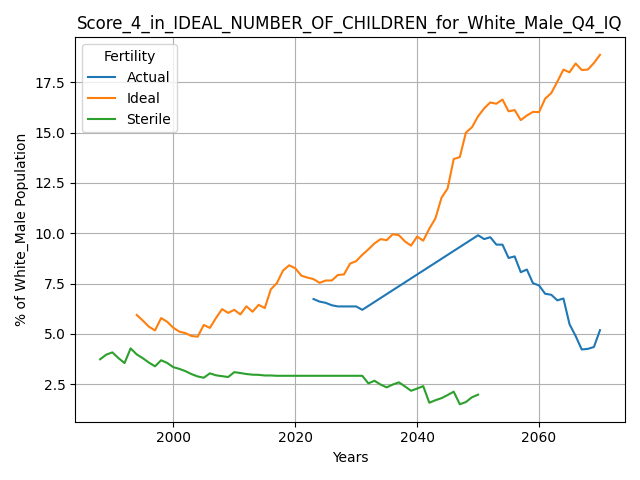 Score_4_in_IDEAL_NUMBER_OF_CHILDREN_for_White_Male_Q4_IQ
Fertility
Actual
Ideal
Sterile
% of White_Male Population
17.5
15.0
12.5
10.0
7.5
5.0
2.5
2000
2020
2040
2060
Years